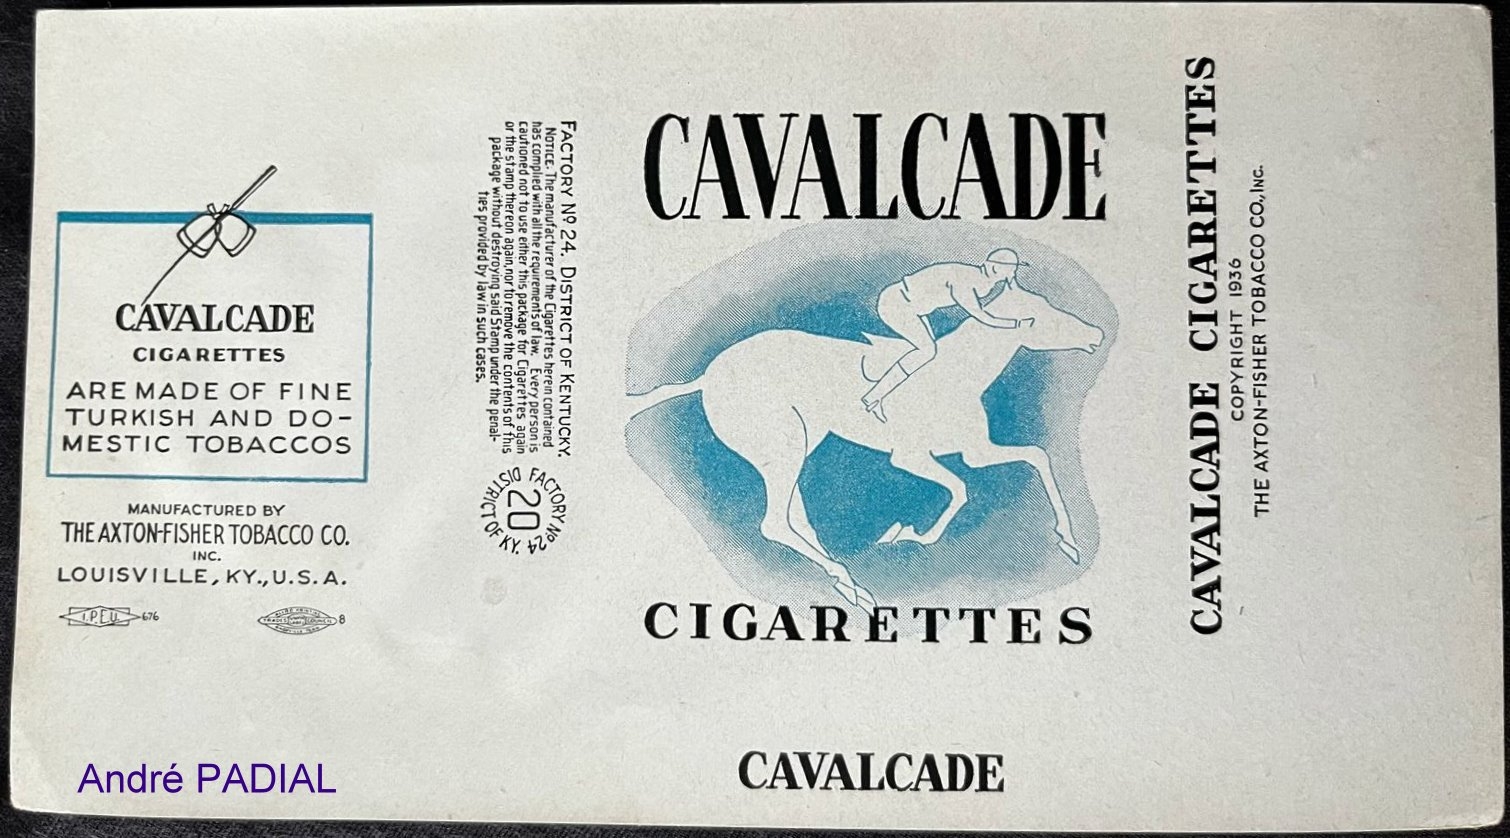 CAVALCADE
CIGARETTES
ARE MADE OF FINE
TURKISH AND DO-
MESTIC TOBACCOS
MANUFACTURED BY
THE AXTON-FISHER TOBACCO CO.
INC.
LOUISVILLE, KY., U.S.A.
I.P.E.U. 676
TRADES COUNCIL 8
FACTORY Nº 24. DISTRICT OF KENTUCKY.
NOTICE. The manufacturer of the Cigarettes herein contained
has complied with all the requirements of law. Every person is
cautioned not to use either this package for Cigarettes again
or the stamp thereon again, nor to remove the contents of this
package without destroying said Stamp under the penal-
ties provided by law in such cases.
FACTORY Nº 24
20
DIST
DISTRICT OF KY.
CAVALCADE
CIGARETTES
CAVALCADE
CAVALCADE CIGARETTES
COPYRIGHT 1936
THE AXTON-FISHER TOBACCO CO., INC.
André PADIAL